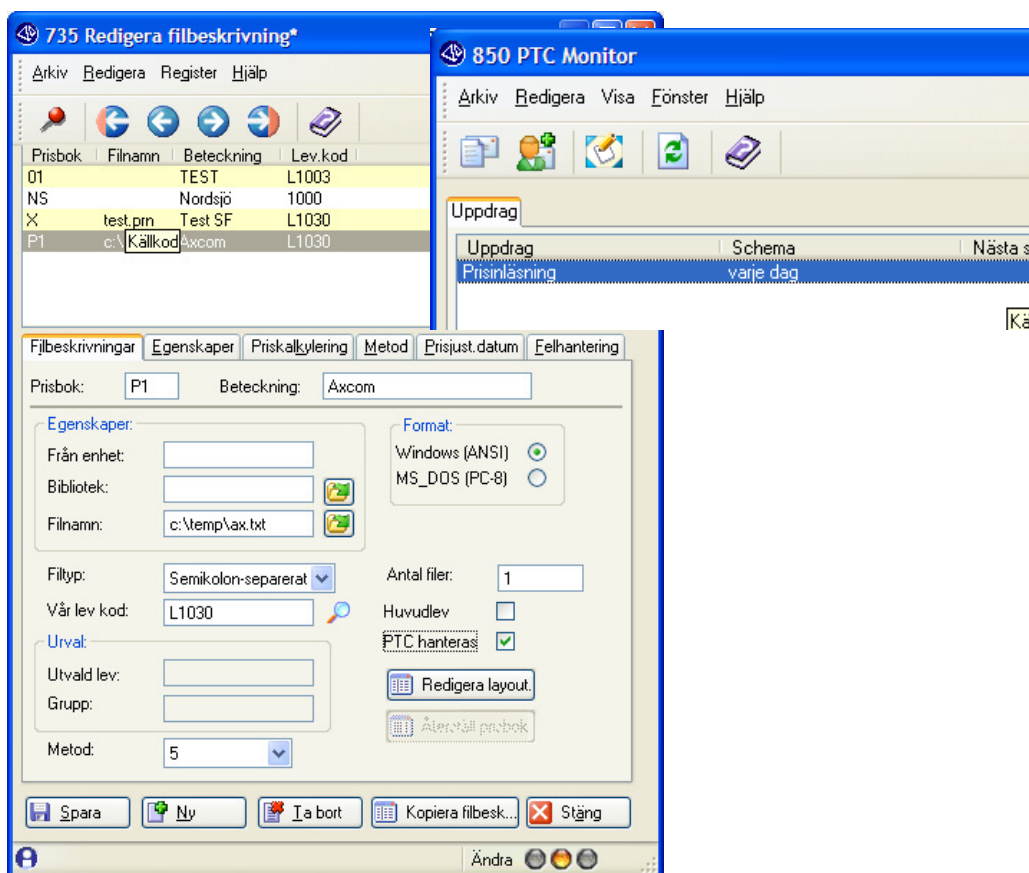 735 Redigera filbeskrivning*
Arkiv Redigera Register Hjälp
Prisbok Filnamn Beteckning Lev.kod
01 TEST L1003
NS Nordsjö 1000
X test.prn Test SF L1030
P1 c:\ Källkod Axcom L1030
850 PTC Monitor
Arkiv Redigera Visa Fönster Hjälp
Uppdrag
Uppdrag Schema Nästa s
Prisinläsning varje dag
Kä
Filbeskrivningar Egenskaper Priskalkylering Metod Prisjust.datum Felhantering
Prisbok: P1 Beteckning: Axcom
Egenskaper:
Från enhet:
Bibliotek:
Filnamn: c:\temp\ax.txt
Format:
Windows (ANSI)
MS_DOS (PC-8)
Filtyp: Semikolon-separerat
Antal filer: 1
Vår lev kod: L1030
Huvudlev
PTC hanteras
Urval:
Utvald lev:
Grupp:
Redigera layout.
Återställ prisbok
Metod: 5
Spara Ny Ta bort Kopiera filbesk... Stäng
Ändra